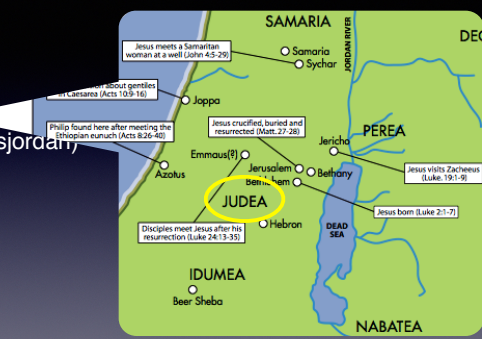 SAMARIA
JORDAN RIVER
Jesus meets a Samaritan
woman at a well (John 4:5-29)
Samaria
Sychar
about gentiles
in Caesarea (Acts 10:9-16)
Joppa
Philip found here after meeting the
Ethiopian eunuch (Acts 8:26-40)
sjordan)
Azotus
Jesus crucified, buried and
resurrected (Matt. 27-28)
Emmaus(?)
Jericho
PEREA
Jerusalem
Bethany
Bethlehem
Jesus visits Zacheeus
(Luke. 19:1-9)
JUDEA
Jesus born (Luke 2:1-7)
Disciples meet Jesus after his
resurrection (Luke 24:13-35)
Hebron
DEAD
SEA
IDUMEA
Beer Sheba
NABATEA